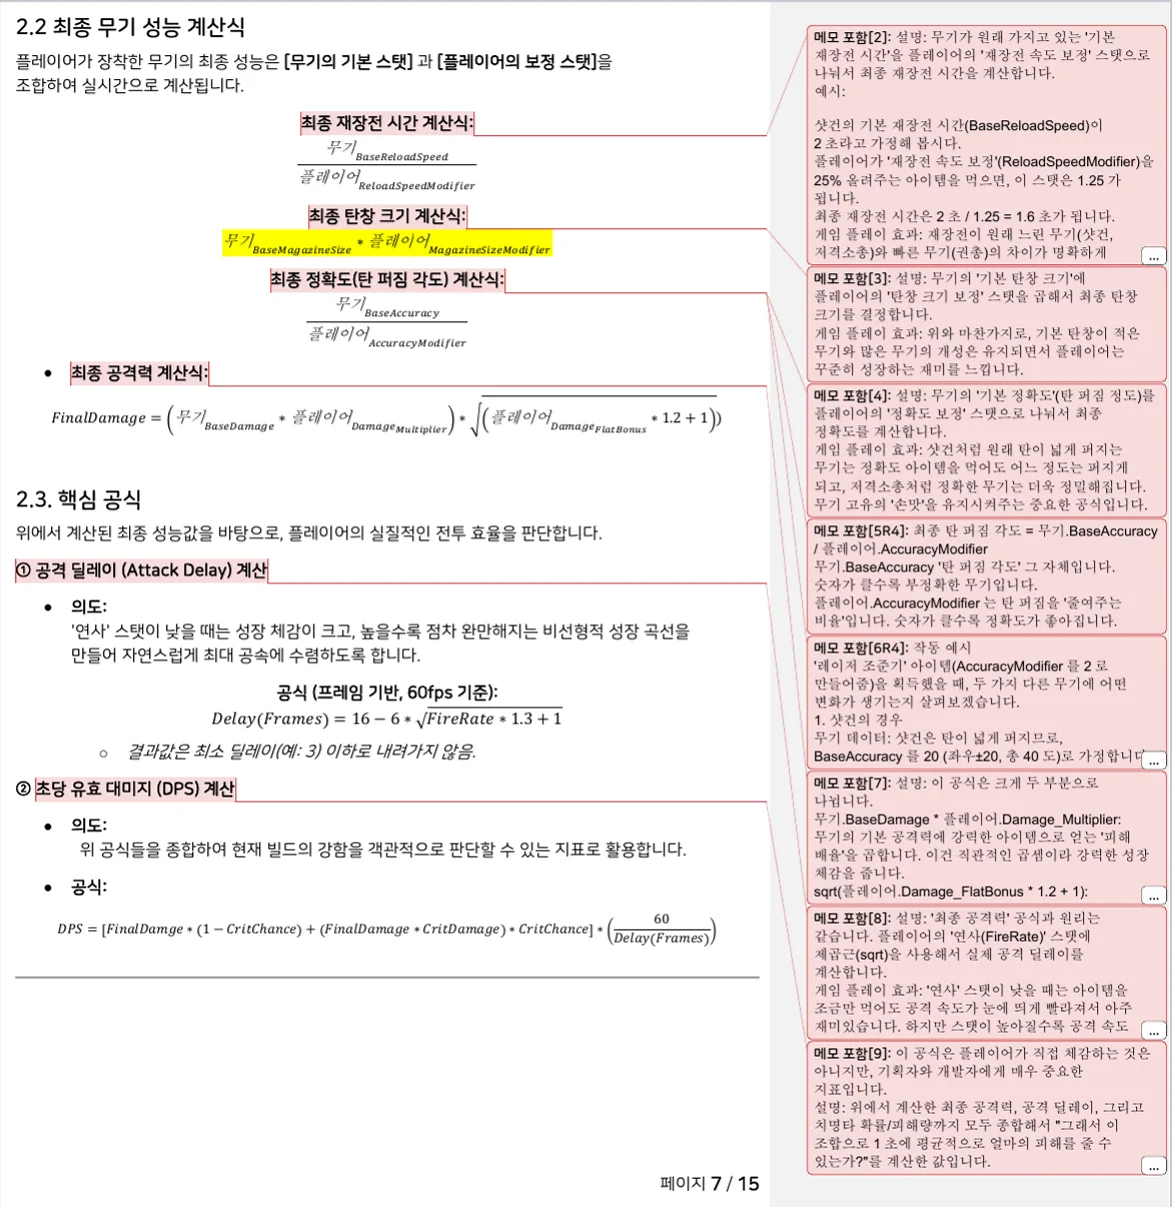 2.2 최종 무기 성능 계산식
플레이어가 장착한 무기의 최종 성능은 [무기의 기본 스탯] 과 [플레이어의 보정 스탯]을
조합하여 실시간으로 계산됩니다.
최종 재장전 시간 계산식:
무기BaseReloadSpeed
플레이어ReloadSpeedModifier
최종 탄창 크기 계산식:
무기BaseMagazineSize * 플레이어MagazineSizeModifier
최종 정확도(탄 퍼짐 각도) 계산식:
무기BaseAccuracy
플레이어AccuracyModifier
• 최종 공격력 계산식:
FinalDamage = (무기BaseDamage * 플레이어DamageMultiplier) * √(플레이어DamageFlatBonus * 1.2 + 1))
2.3. 핵심 공식
위에서 계산된 최종 성능값을 바탕으로, 플레이어의 실질적인 전투 효율을 판단합니다.
① 공격 딜레이 (Attack Delay) 계산
• 의도:
'연사' 스탯이 낮을 때는 성장 체감이 크고, 높을수록 점차 완만해지는 비선형적 성장 곡선을
만들어 자연스럽게 최대 공속에 수렴하도록 합니다.
공식 (프레임 기반, 60fps 기준):
Delay(Frames) = 16 − 6 * √FireRate * 1.3 + 1
○ 결과값은 최소 딜레이(예: 3) 이하로 내려가지 않음.
② 초당 유효 대미지 (DPS) 계산
• 의도:
위 공식들을 종합하여 현재 빌드의 강함을 객관적으로 판단할 수 있는 지표로 활용합니다.
• 공식:
DPS = [FinalDamge * (1 − CritChance) + (FinalDamage * CritDamage) * CritChance] * (60 / Delay(Frames))
페이지 7 / 15
메모 포함[2]: 설명: 무기가 원래 가지고 있는 '기본
재장전 시간'을 플레이어의 '재장전 속도 보정' 스탯으로
나눠서 최종 재장전 시간을 계산합니다.
예시:
샷건의 기본 재장전 시간(BaseReloadSpeed)이
2 초라고 가정해 봅시다.
플레이어가 '재장전 속도 보정'(ReloadSpeedModifier)을
25% 올려주는 아이템을 먹으면, 이 스탯은 1.25 가
됩니다.
최종 재장전 시간은 2 초 / 1.25 = 1.6 초가 됩니다.
게임 플레이 효과: 재장전이 원래 느린 무기(샷건,
저격소총)와 빠른 무기(권총)의 차이가 명확하게
...
메모 포함[3]: 설명: 무기의 '기본 탄창 크기'에
플레이어의 '탄창 크기 보정' 스탯을 곱해서 최종 탄창
크기를 결정합니다.
게임 플레이 효과: 위와 마찬가지로, 기본 탄창이 적은
무기와 많은 무기의 개성은 유지되면서 플레이어는
꾸준히 성장하는 재미를 느낍니다.
메모 포함[4]: 설명: 무기의 '기본 정확도'(탄 퍼짐 정도)를
플레이어의 '정확도 보정' 스탯으로 나눠서 최종
정확도를 계산합니다.
게임 플레이 효과: 샷건처럼 원래 탄이 넓게 퍼지는
무기는 정확도 아이템을 먹어도 어느 정도는 퍼지게
되고, 저격소총처럼 정확한 무기는 더욱 정밀해집니다.
무기 고유의 '손맛'을 유지시켜주는 중요한 공식입니다.
메모 포함[5R4]: 최종 탄 퍼짐 각도 = 무기.BaseAccuracy
/ 플레이어.AccuracyModifier
무기.BaseAccuracy '탄 퍼짐 각도' 그 자체입니다.
숫자가 클수록 부정확한 무기입니다.
플레이어.AccuracyModifier 는 탄 퍼짐을 '줄여주는
비율'입니다. 숫자가 클수록 정확도가 좋아집니다.
메모 포함[6R4]: 작동 예시
'레이저 조준기' 아이템(AccuracyModifier 를 2 로
만들어줌)을 획득했을 때, 두 가지 다른 무기에 어떤
변화가 생기는지 살펴보겠습니다.
1. 샷건의 경우
무기 데이터: 샷건은 탄이 넓게 퍼지므로,
BaseAccuracy 를 20 (좌우±20, 총 40 도)로 가정합니다
...
메모 포함[7]: 설명: 이 공식은 크게 두 부분으로
나뉩니다.
무기.BaseDamage * 플레이어.Damage_Multiplier:
무기의 기본 공격력에 강력한 아이템으로 얻는 '피해
배율'을 곱합니다. 이건 직관적인 곱셈이라 강력한 성장
체감을 줍니다.
sqrt(플레이어.Damage_FlatBonus * 1.2 + 1):
...
메모 포함[8]: 설명: '최종 공격력' 공식과 원리는
같습니다. 플레이어의 '연사(FireRate)' 스탯에
제곱근(sqrt)을 사용해서 실제 공격 딜레이를
계산합니다.
게임 플레이 효과: '연사' 스탯이 낮을 때는 아이템을
조금만 먹어도 공격 속도가 눈에 띄게 빨라져서 아주
재미있습니다. 하지만 스탯이 높아질수록 공격 속도
...
메모 포함[9]: 이 공식은 플레이어가 직접 체감하는 것은
아니지만, 기획자와 개발자에게 매우 중요한
지표입니다.
설명: 위에서 계산한 최종 공격력, 공격 딜레이, 그리고
치명타 확률/피해량까지 모두 종합해서 "그래서 이
조합으로 1 초에 평균적으로 얼마의 피해를 줄 수
있는가?"를 계산한 값입니다.
...